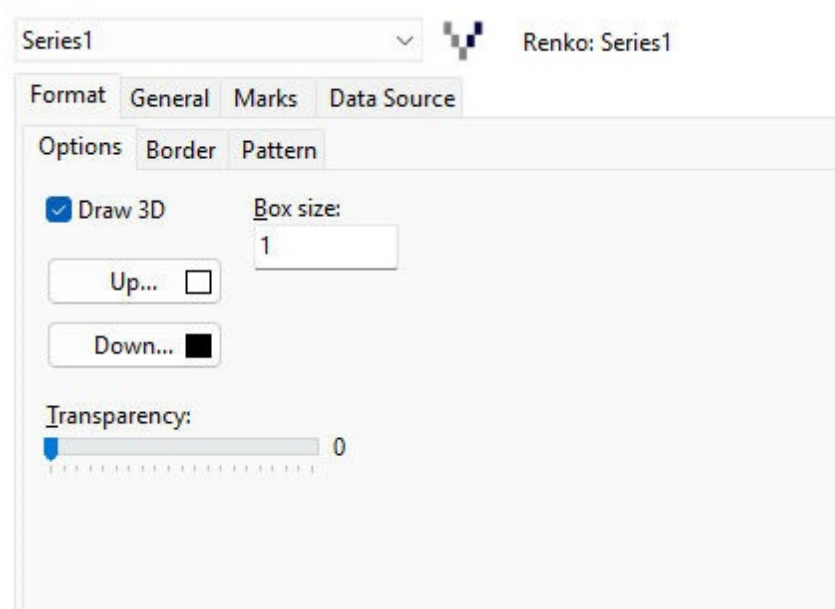 Series1 Renko: Series1
Format General Marks Data Source
Options Border Pattern
Draw 3D Box size:
1
Up...
Down...
Transparency:
0